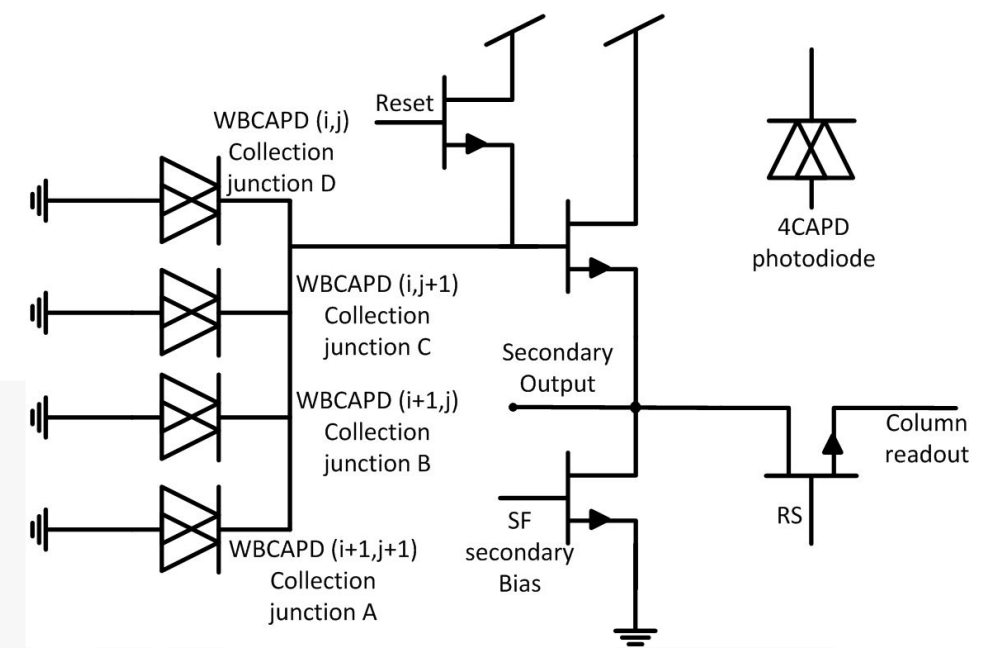 Reset
WBCAPD (i,j)
Collection
junction D
4CAPD
photodiode
WBCAPD (i,j+1)
Collection
junction C
Secondary
Output
WBCAPD (i+1,j)
Collection
junction B
Column
readout
SF
secondary
Bias
RS
WBCAPD (i+1,j+1)
Collection
junction A